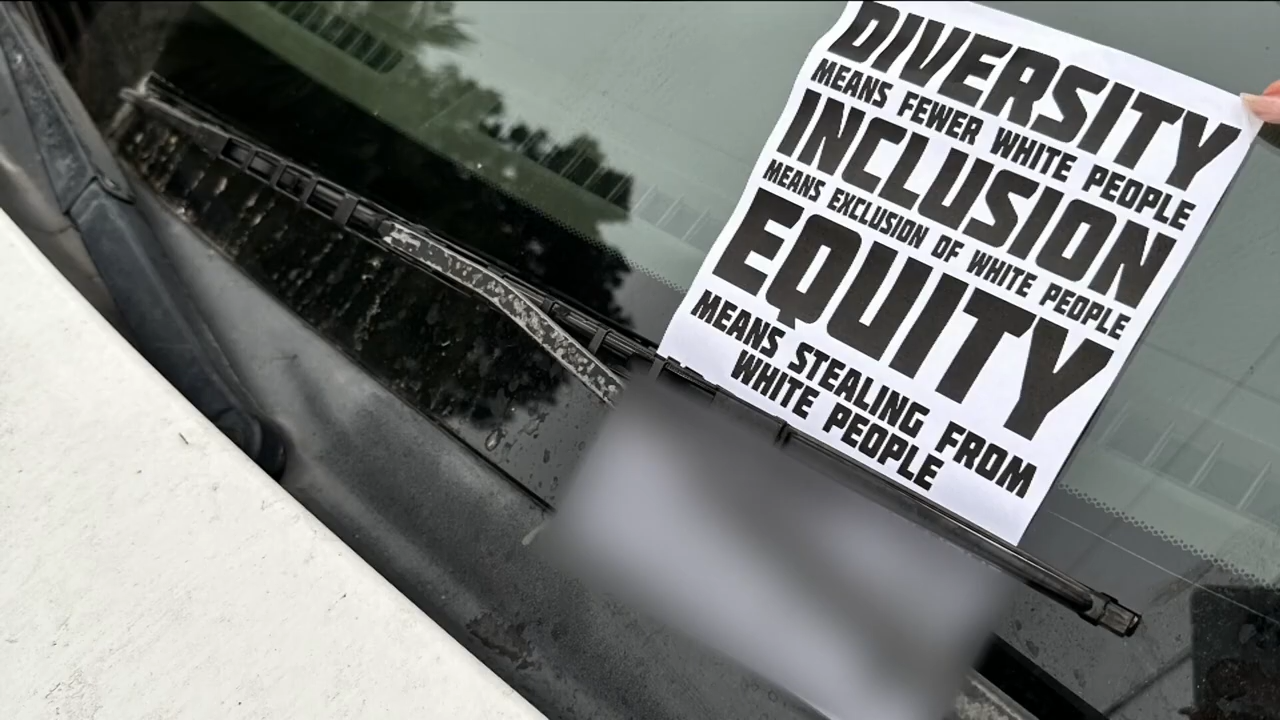 DIVERSITY
MEANS FEWER WHITE PEOPLE
INCLUSION
MEANS EXCLUSION OF WHITE PEOPLE
EQUITY
MEANS STEALING FROM
WHITE PEOPLE